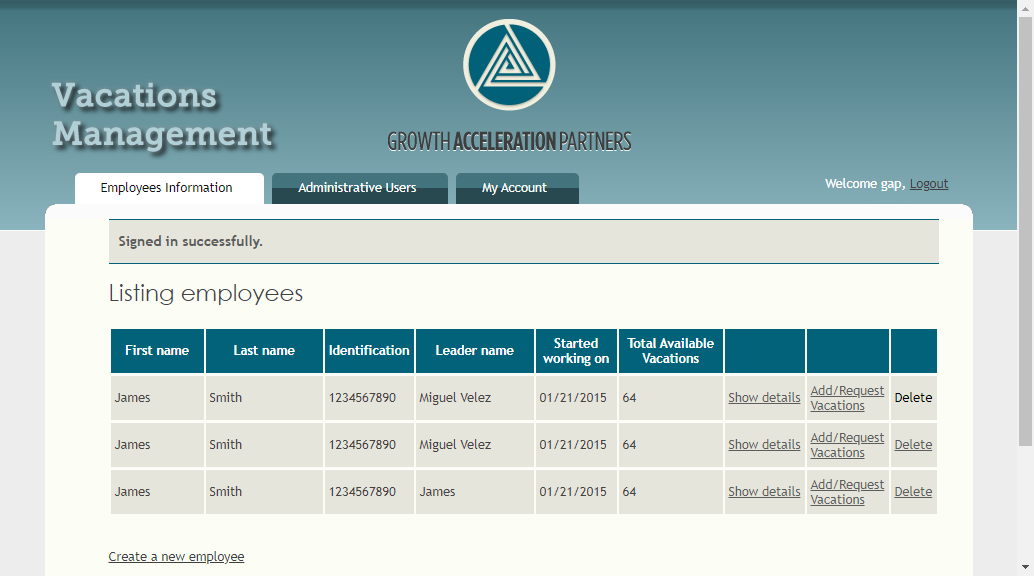 Vacations
Management
GROWTH ACCELERATION PARTNERS
Employees Information
Administrative Users
My Account
Welcome gap, Logout
Signed in successfully.
Listing employees
First name Last name Identification Leader name Started working on Total Available Vacations
James Smith 1234567890 Miguel Velez 01/21/2015 64 Show details Add/Request Vacations Delete
James Smith 1234567890 Miguel Velez 01/21/2015 64 Show details Add/Request Vacations Delete
James Smith 1234567890 James 01/21/2015 64 Show details Add/Request Vacations Delete
Create a new employee